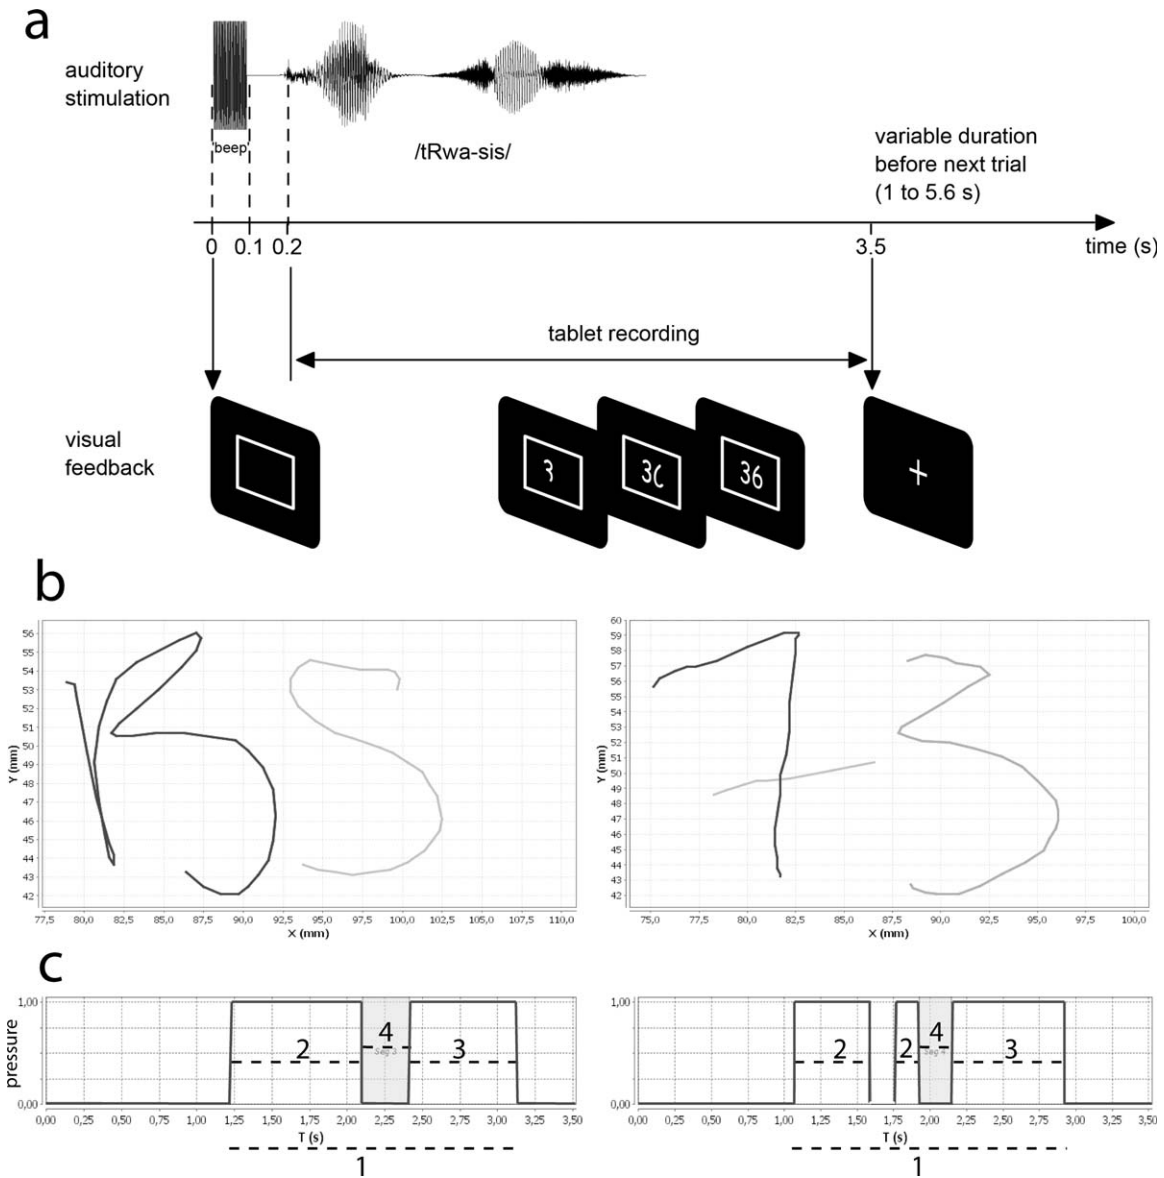 a
auditory
stimulation
'beep'
/tRwa-sis/
variable duration
before next trial
(1 to 5.6 s)
0 0.1 0.2 3.5 time (s)
tablet recording
visual
feedback
3 36
+
b
56
55
54
53
52
51
50
49
48
47
46
45
44
43
42
Y (mm)
77,5 80,0 82,5 85,0 87,5 90,0 92,5 95,0 97,5 100,0 102,5 105,0 107,5 110,0
X (mm)
60
59
58
57
56
55
54
53
52
51
50
49
48
47
46
45
44
43
42
Y (mm)
75,0 77,5 80,0 82,5 85,0 87,5 90,0 92,5 95,0 97,5 100,0
X (mm)
c
pressure
1,00
0,00
2 4 3
Seg 3
0,00 0,25 0,50 0,75 1,00 1,25 1,50 1,75 2,00 2,25 2,50 2,75 3,00 3,25 3,50
T (s)
1
1,00
0,00
2 2 4 3
Seg 4
0,00 0,25 0,50 0,75 1,00 1,25 1,50 1,75 2,00 2,25 2,50 2,75 3,00 3,25 3,50
T (s)
1